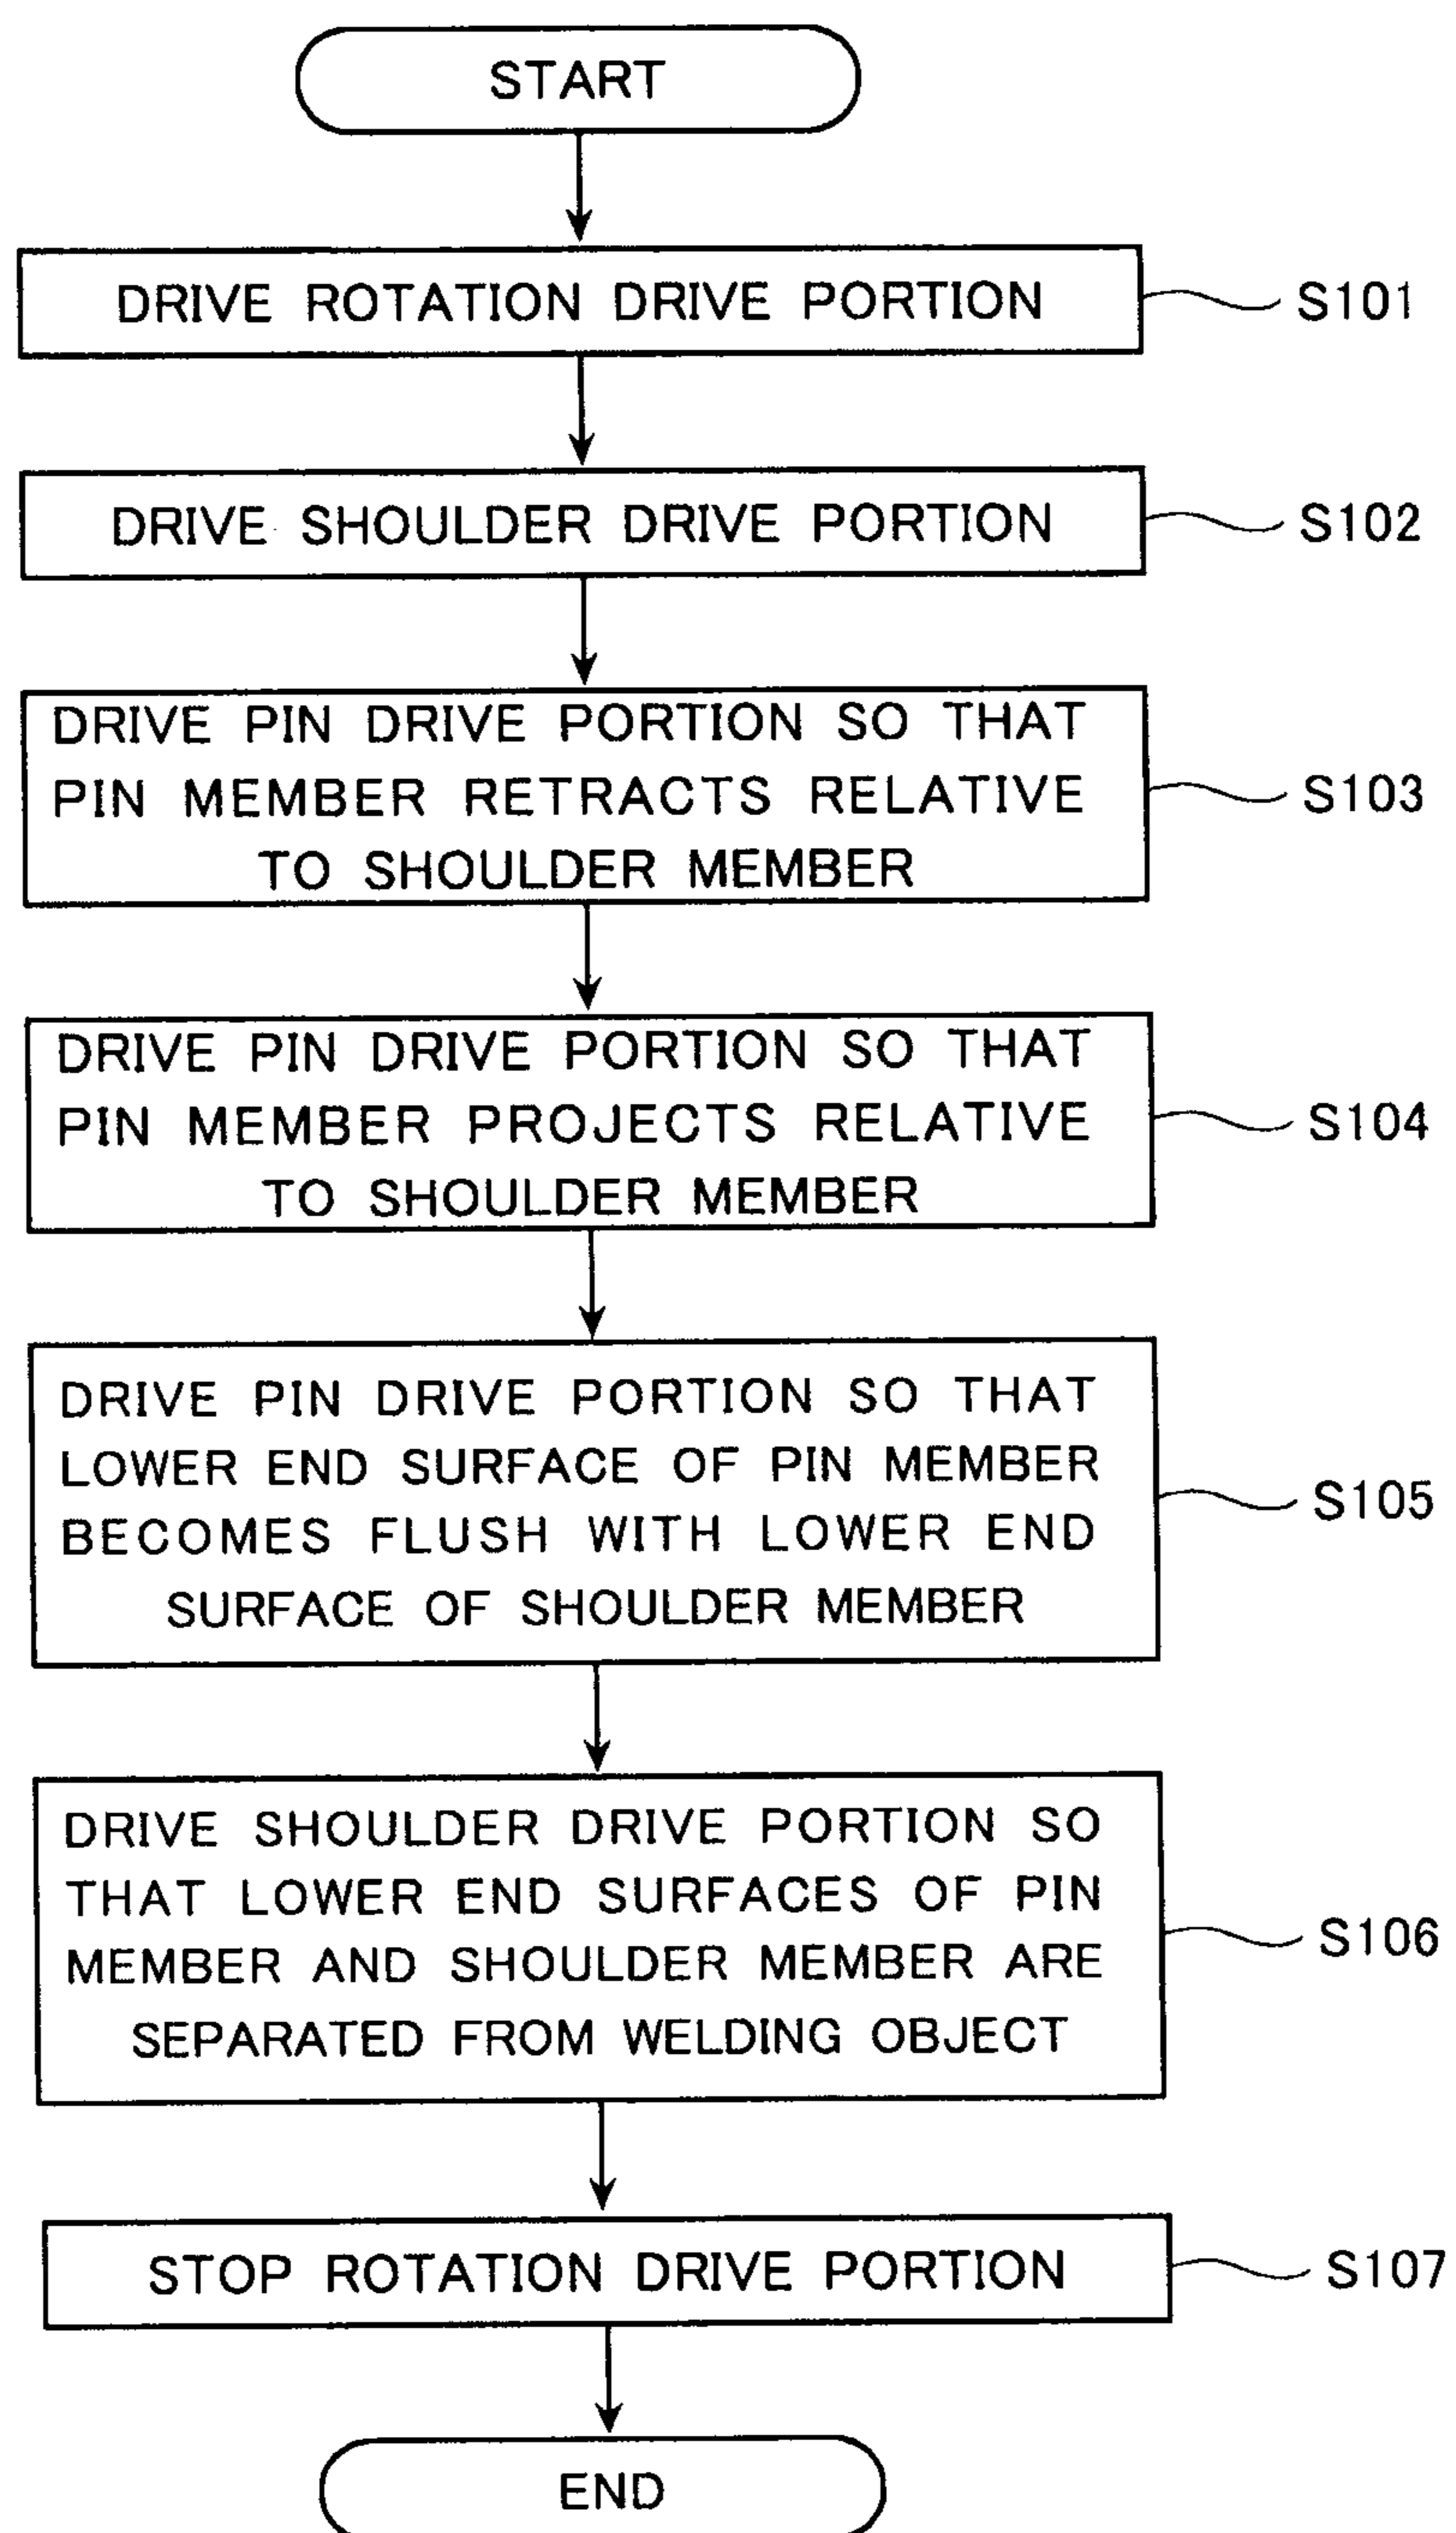 START
DRIVE ROTATION DRIVE PORTION
S101
DRIVE SHOULDER DRIVE PORTION
S102
DRIVE PIN DRIVE PORTION SO THAT
PIN MEMBER RETRACTS RELATIVE
TO SHOULDER MEMBER
S103
DRIVE PIN DRIVE PORTION SO THAT
PIN MEMBER PROJECTS RELATIVE
TO SHOULDER MEMBER
S104
DRIVE PIN DRIVE PORTION SO THAT
LOWER END SURFACE OF PIN MEMBER
BECOMES FLUSH WITH LOWER END
SURFACE OF SHOULDER MEMBER
S105
DRIVE SHOULDER DRIVE PORTION SO
THAT LOWER END SURFACES OF PIN
MEMBER AND SHOULDER MEMBER ARE
SEPARATED FROM WELDING OBJECT
S106
STOP ROTATION DRIVE PORTION
S107
END